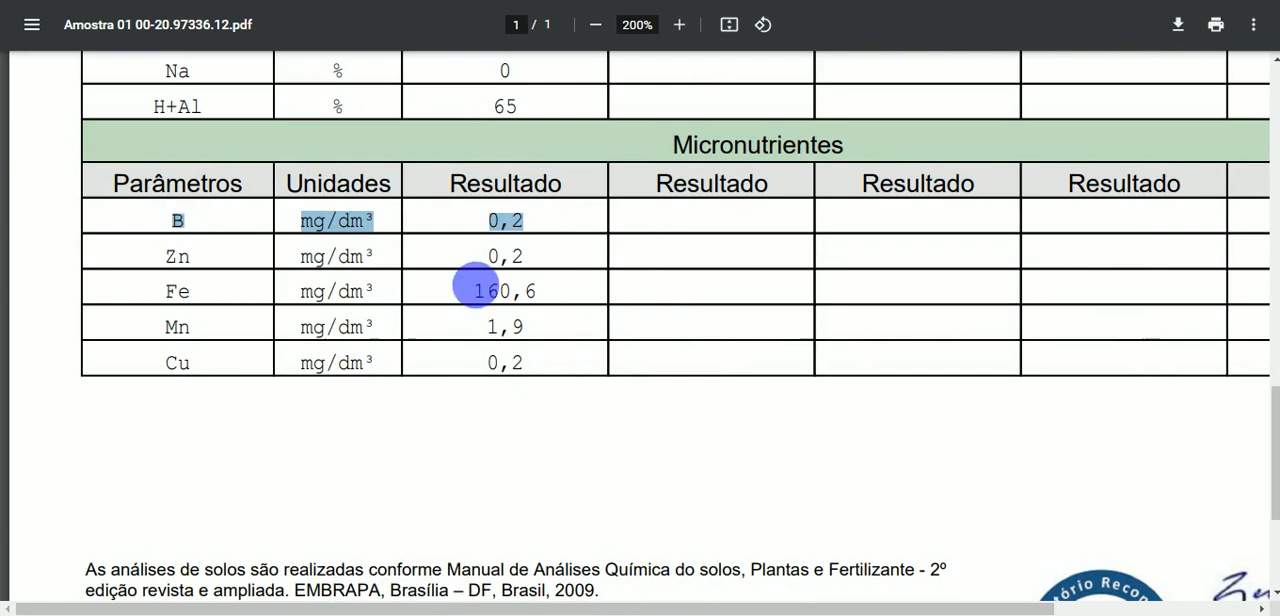 Amostra 01 00-20.97336.12.pdf 1 / 1 200%
Na % 0
H+Al % 65
Micronutrientes
Parâmetros Unidades Resultado Resultado Resultado Resultado
B mg/dm³ 0,2
Zn mg/dm³ 0,2
Fe mg/dm³ 160,6
Mn mg/dm³ 1,9
Cu mg/dm³ 0,2
As análises de solos são realizadas conforme Manual de Análises Química do solos, Plantas e Fertilizante - 2º
edição revista e ampliada. EMBRAPA, Brasília – DF, Brasil, 2009.